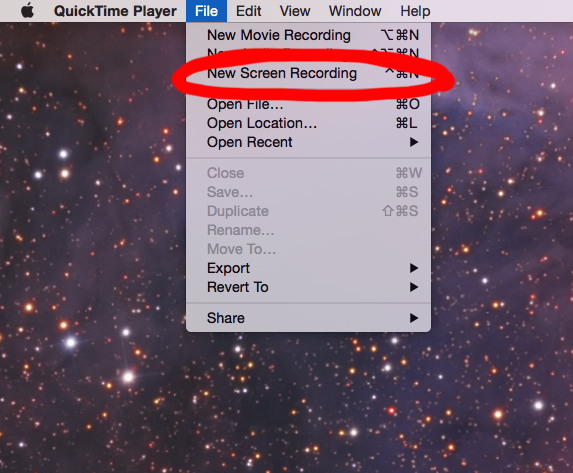 QuickTime Player File Edit View Window Help
New Movie Recording ⌥⌘N
New Screen Recording ^⌘N
Open File... ⌘O
Open Location... ⌘L
Open Recent ▶
Close ⌘W
Save... ⌘S
Duplicate ⇧⌘S
Rename...
Move To...
Export ▶
Revert To ▶
Share ▶